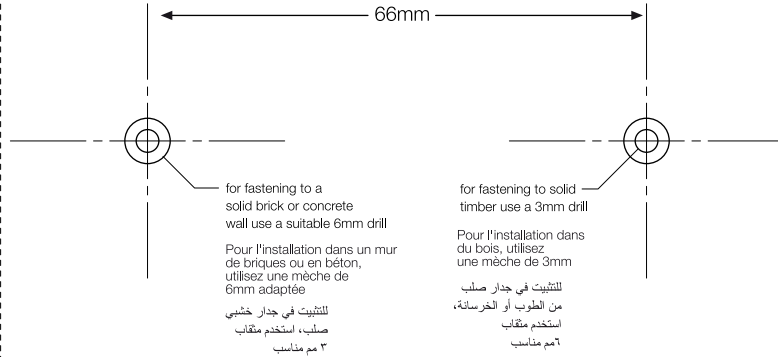 66mm
for fastening to a
solid brick or concrete
wall use a suitable 6mm drill
Pour l'installation dans un mur
de briques ou en béton,
utilisez une mèche de
6mm adaptée
للتثبيت في جدار خشبي
صلب، استخدم مثقاب
٣ مم مناسب
for fastening to solid
timber use a 3mm drill
Pour l'installation dans
du bois, utilisez
une mèche de 3mm
للتثبيت في جدار صلب
من الطوب أو الخرسانة،
استخدم مثقاب
٦مم مناسب